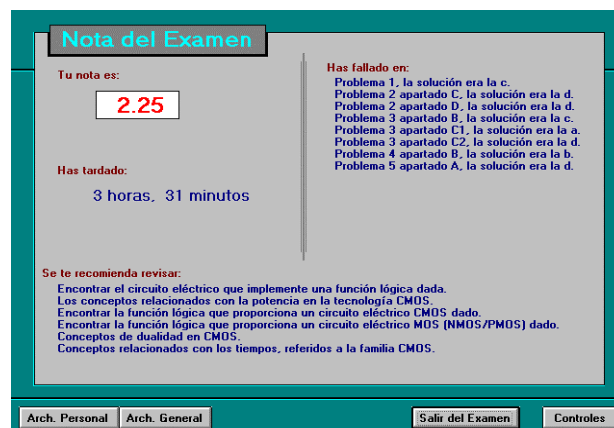 Nota del Examen
Tu nota es:
2.25
Has tardado:
3 horas, 31 minutos
Has fallado en:
Problema 1, la solución era la c.
Problema 2 apartado C, la solución era la d.
Problema 2 apartado D, la solución era la d.
Problema 3 apartado B, la solución era la c.
Problema 3 apartado C1, la solución era la a.
Problema 3 apartado C2, la solución era la d.
Problema 4 apartado B, la solución era la b.
Problema 5 apartado A, la solución era la d.
Se te recomienda revisar:
Encontrar el circuito eléctrico que implemente una función lógica dada.
Los conceptos relacionados con la potencia en la tecnología CMOS.
Encontrar la función lógica que proporciona un circuito eléctrico CMOS dado.
Encontrar la función lógica que proporciona un circuito eléctrico MOS (NMOS/PMOS) dado.
Conceptos de dualidad en CMOS.
Conceptos relacionados con los tiempos, referidos a la familia CMOS.
Arch. Personal
Arch. General
Salir del Examen
Controles